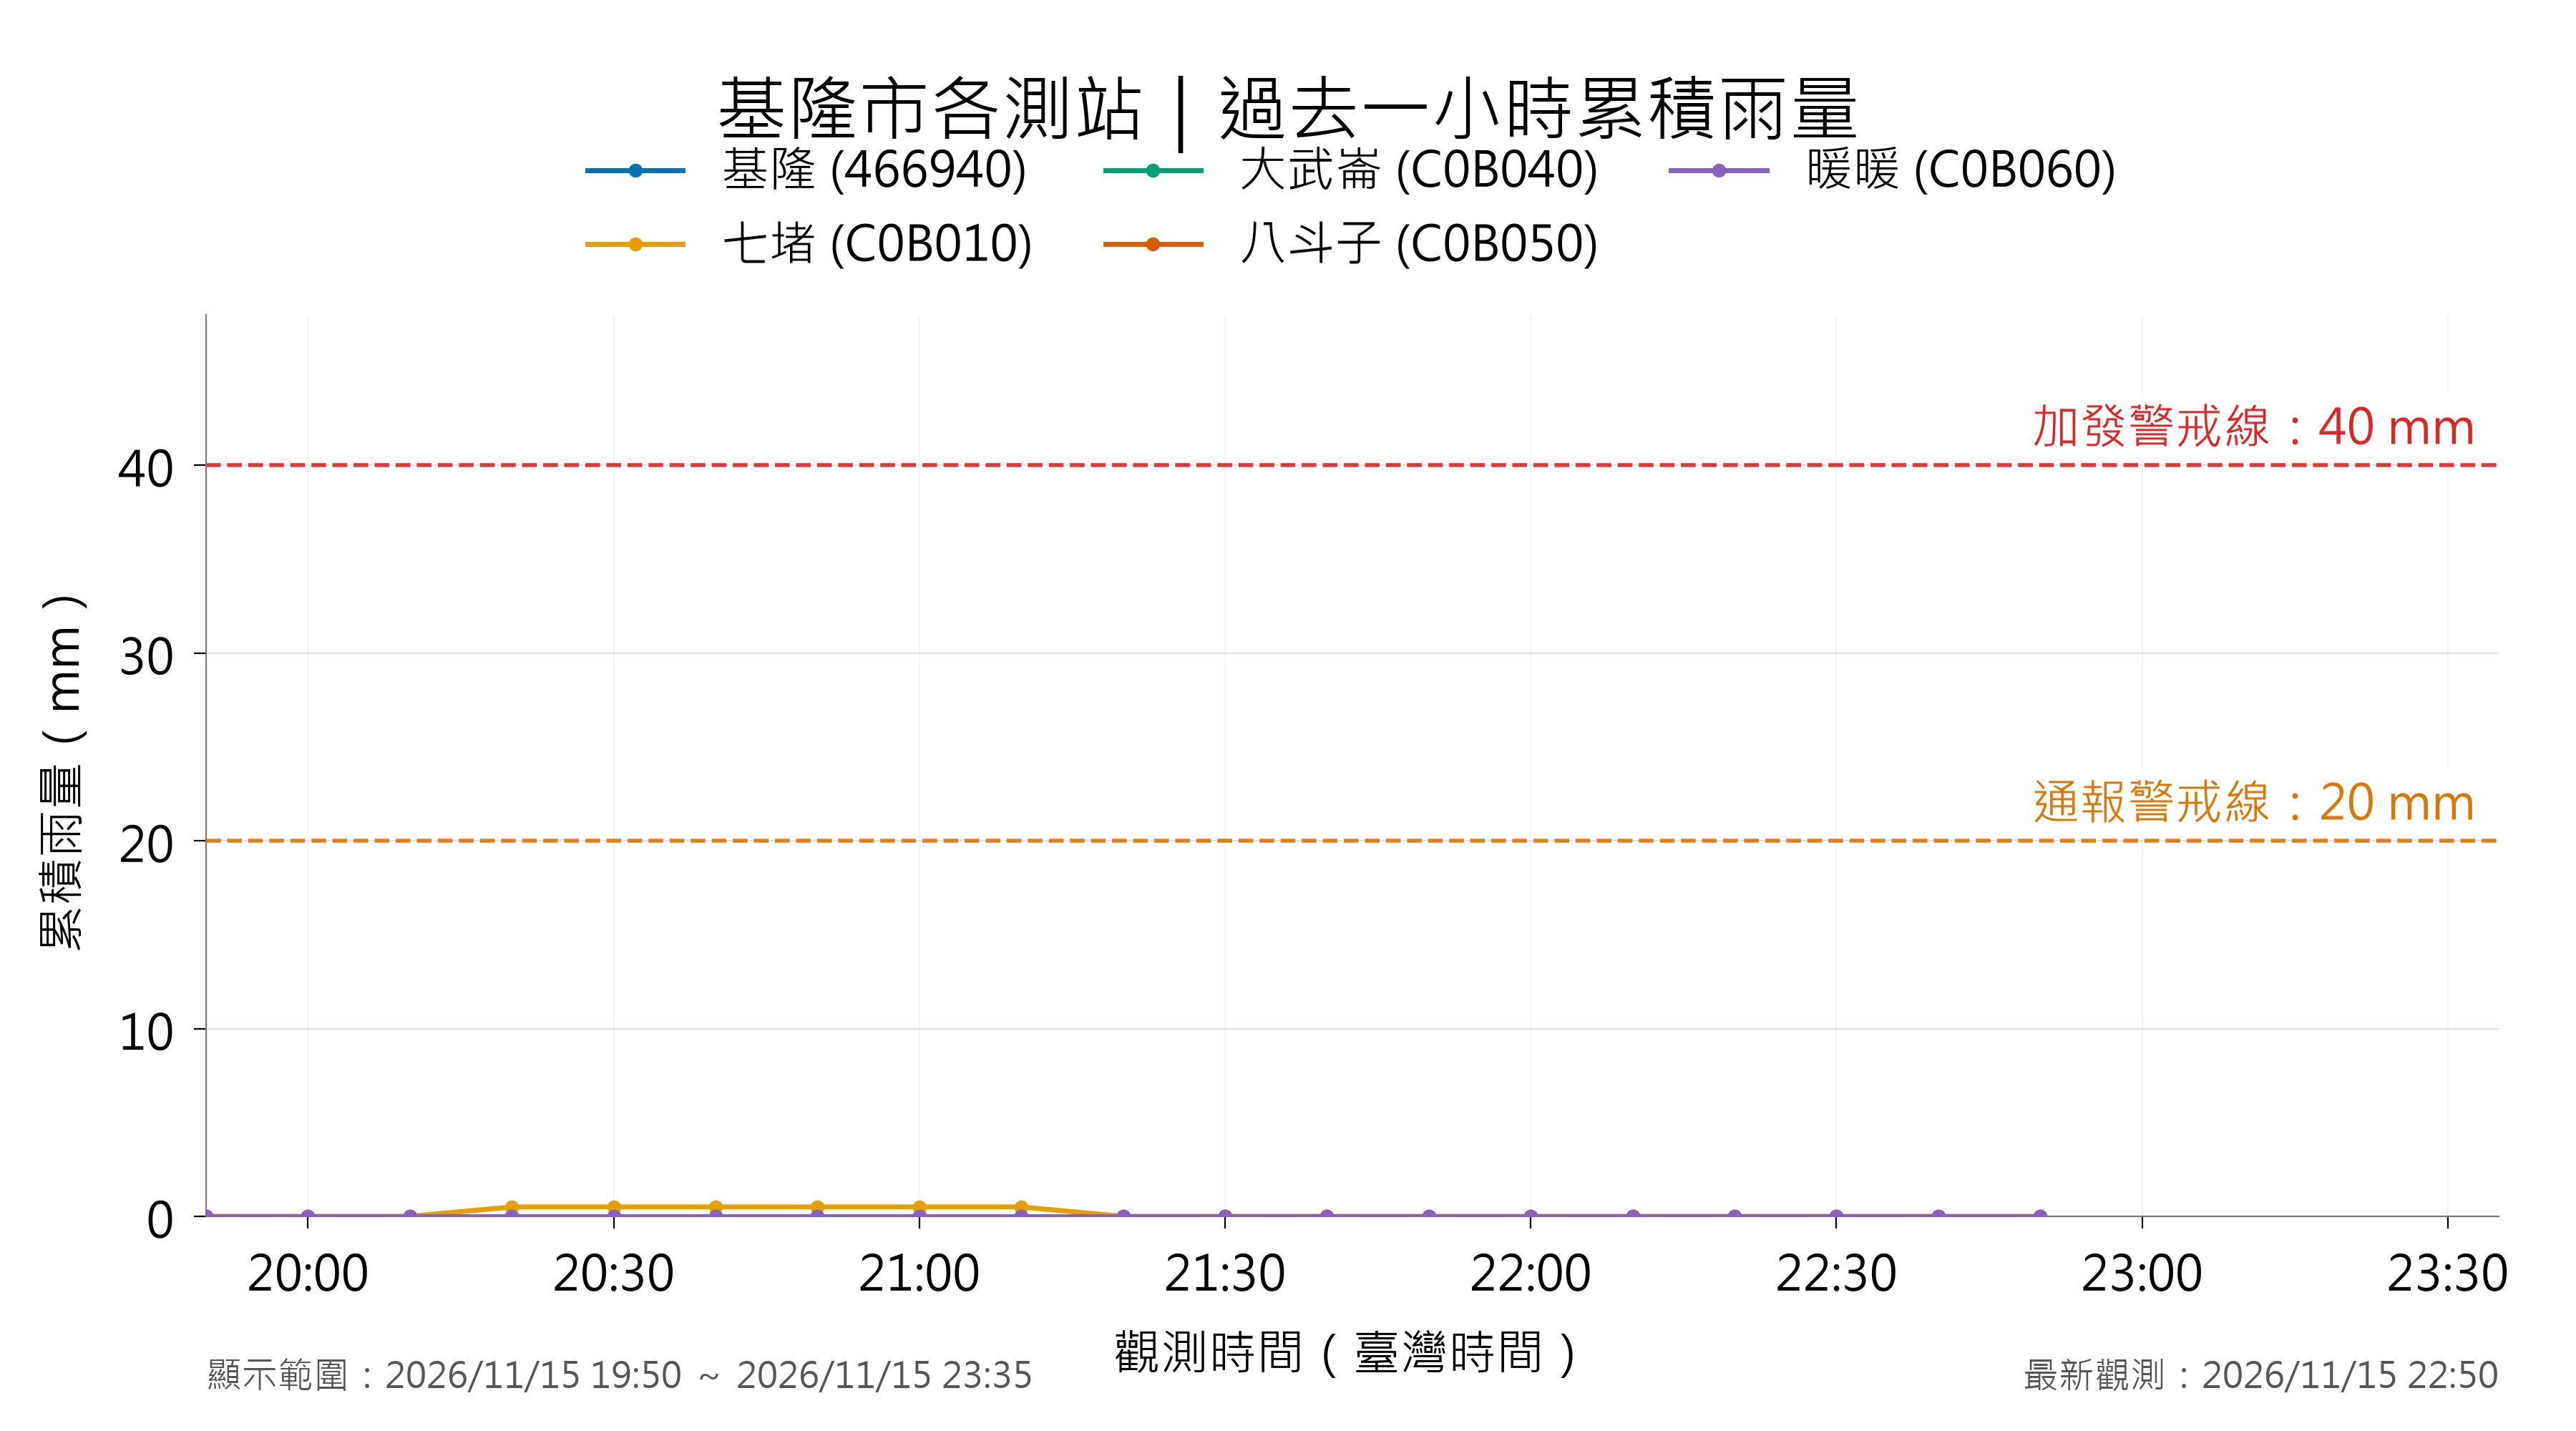 基隆市各測站｜過去一小時累積雨量
基隆 (466940)
大武崙 (C0B040)
暖暖 (C0B060)
七堵 (C0B010)
八斗子 (C0B050)
加發警戒線：40 mm
通報警戒線：20 mm
累積雨量（mm）
40
30
20
10
0
20:00
20:30
21:00
21:30
22:00
22:30
23:00
23:30
觀測時間（臺灣時間）
顯示範圍：2026/11/15 19:50 ~ 2026/11/15 23:35
最新觀測：2026/11/15 22:50